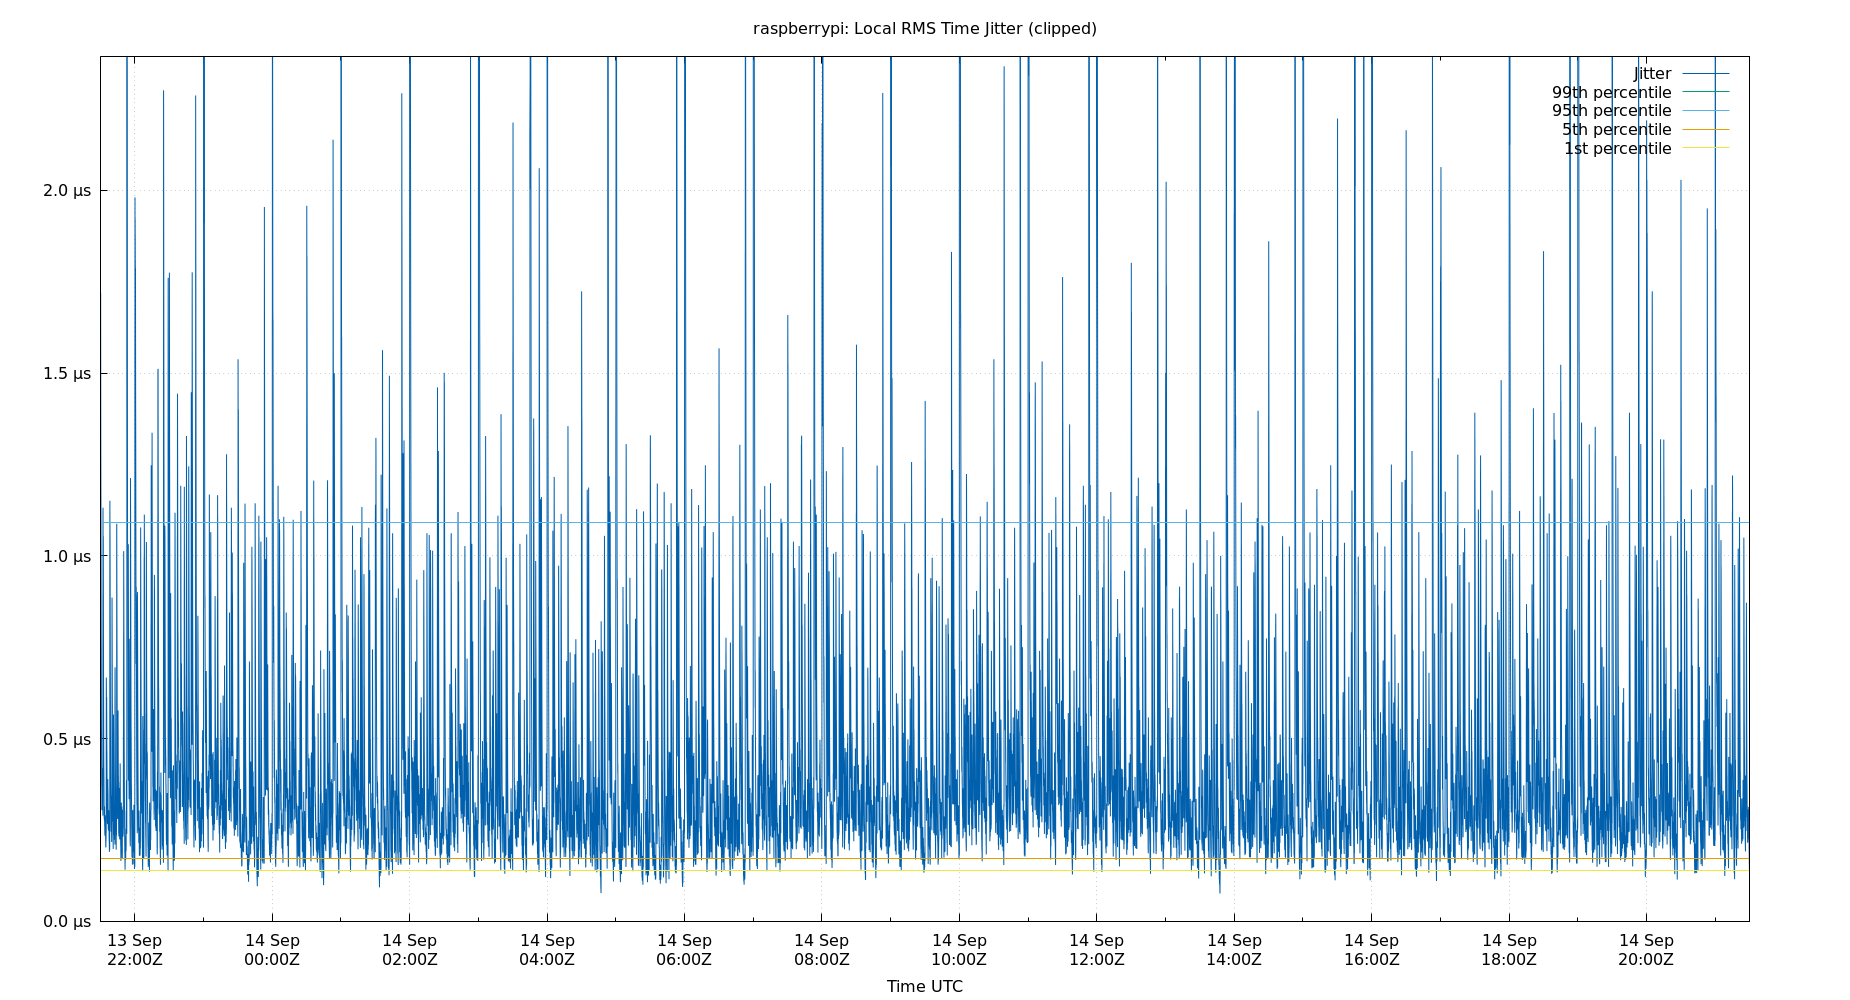 raspberrypi: Local RMS Time Jitter (clipped)
Jitter
99th percentile
95th percentile
5th percentile
1st percentile
2.0 µs
1.5 µs
1.0 µs
0.5 µs
0.0 µs
13 Sep 14 Sep 14 Sep 14 Sep 14 Sep 14 Sep 14 Sep 14 Sep 14 Sep 14 Sep 14 Sep 14 Sep
22:00Z 00:00Z 02:00Z 04:00Z 06:00Z 08:00Z 10:00Z 12:00Z 14:00Z 16:00Z 18:00Z 20:00Z
Time UTC